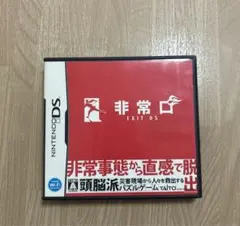 NINTENDO DS
非常口
EXIT DS
非常事態から直感で脱出
頭脳派
災害現場から人々を救出する
パズルゲーム
TAITO